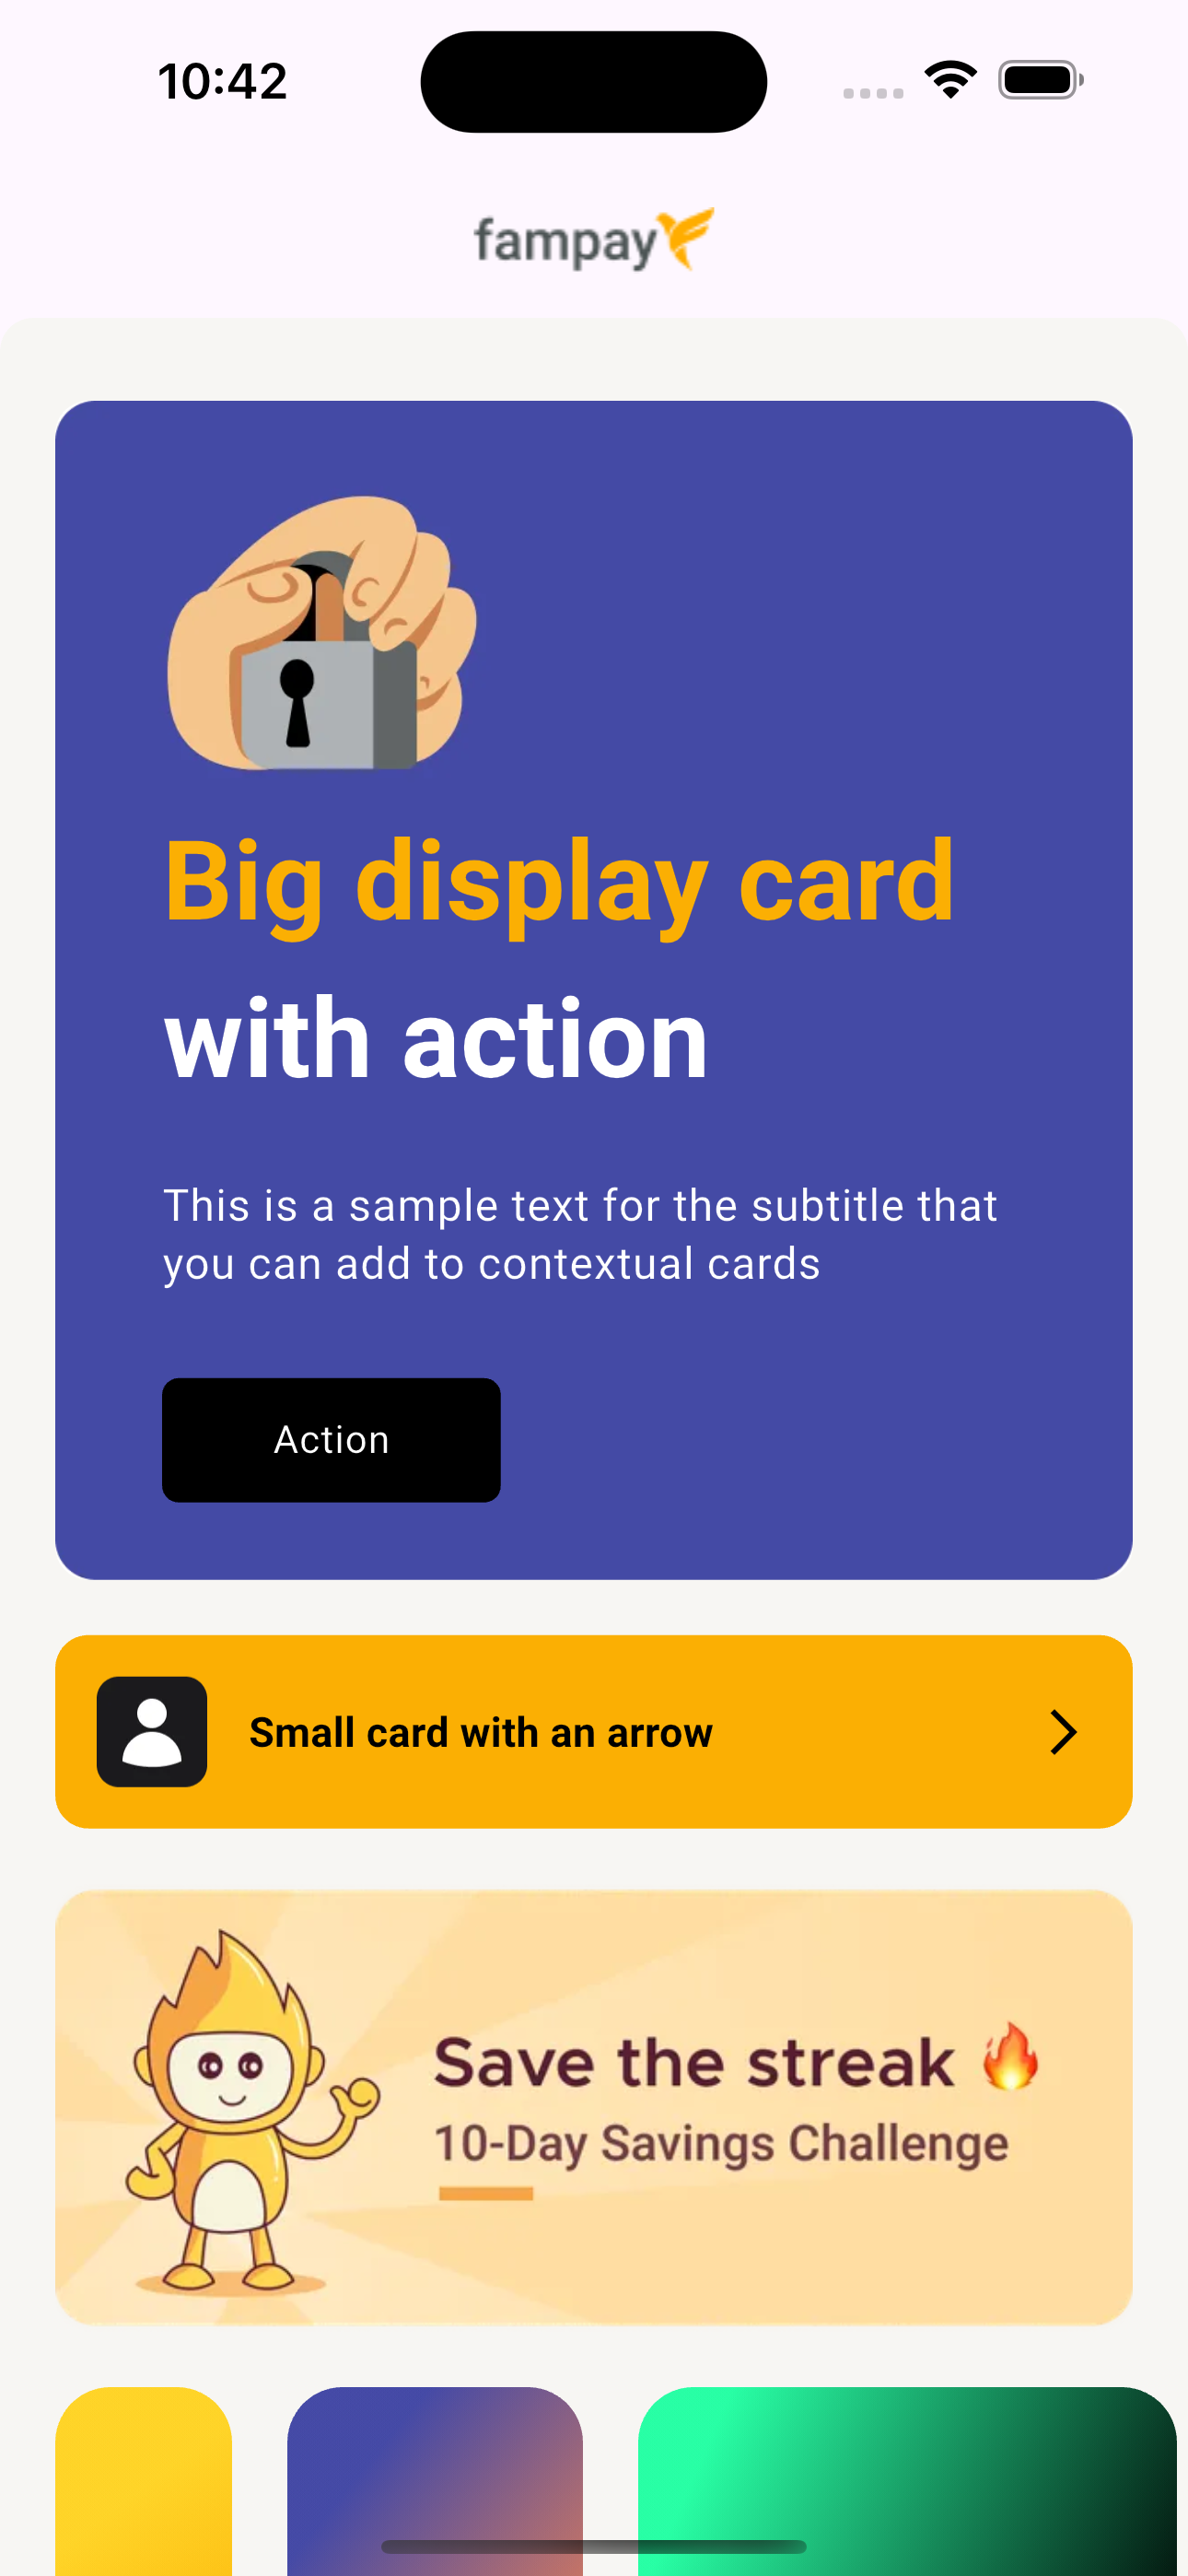 10:42
fampay
Big display card
with action
This is a sample text for the subtitle that
you can add to contextual cards
Action
Small card with an arrow
Save the streak 🔥
10-Day Savings Challenge